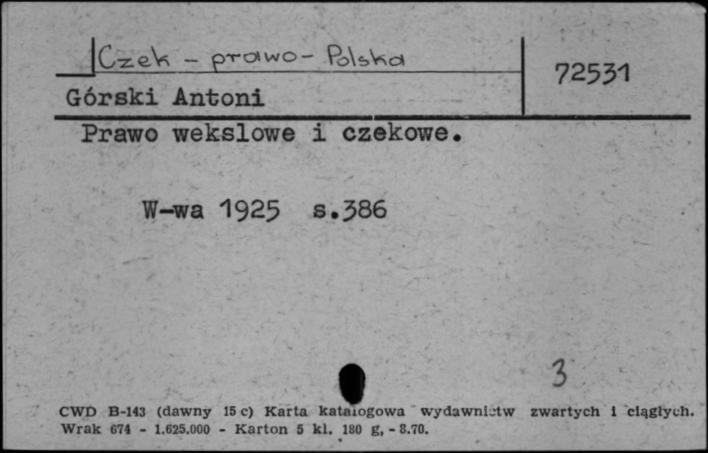 Czek - prawo - Polska
72531
Górski Antoni
Prawo wekslowe i czekowe.
W-wa 1925 s.386
3
CWD B-143 (dawny 15 c) Karta katalogowa wydawnictw zwartych i ciągłych.
Wrak 674 - 1.625.000 - Karton 5 kl. 180 g, - 8.70.